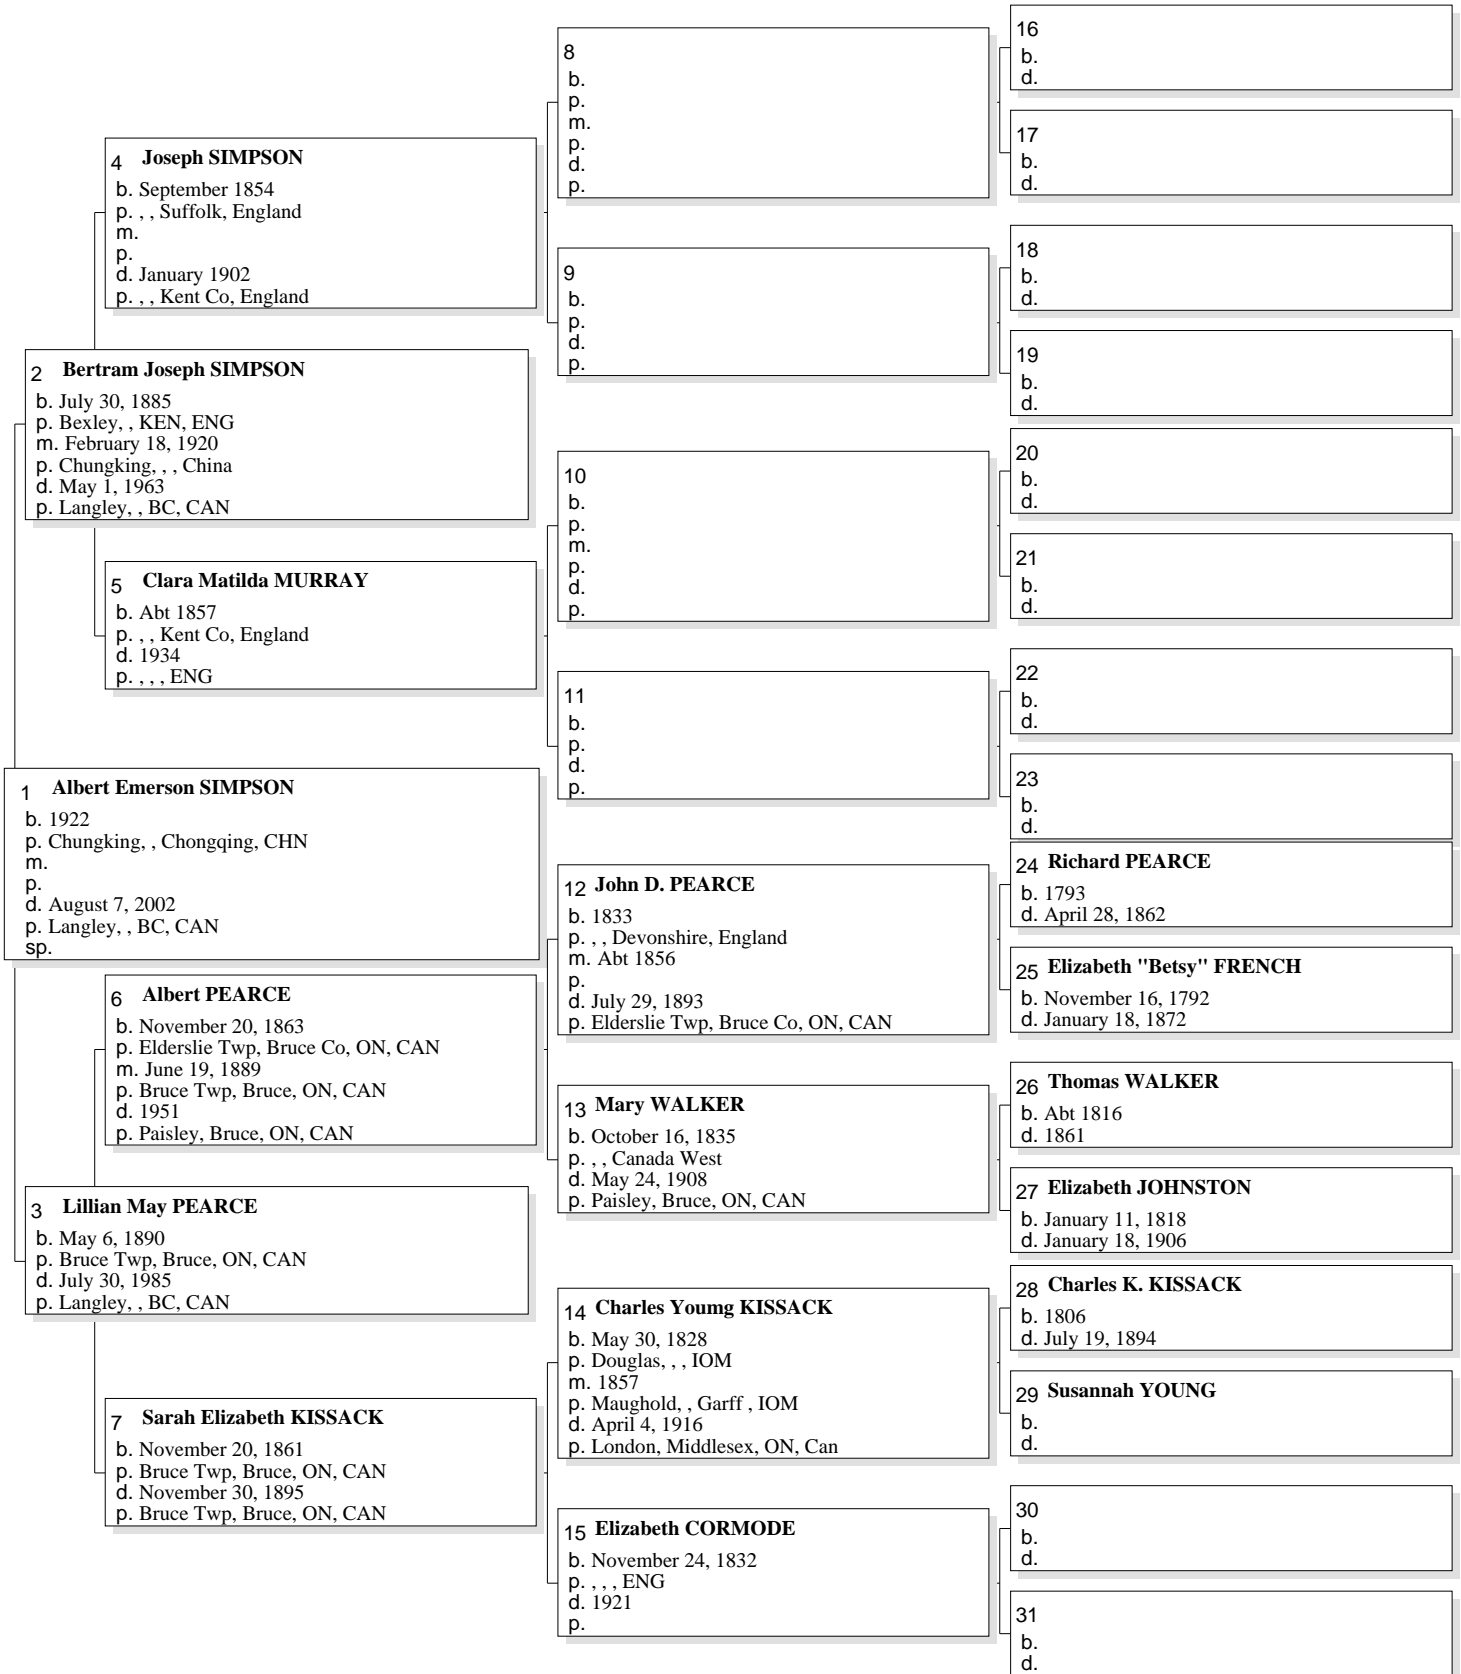 8
b.
p.
m.
p.
d.
p.
16
b.
d.
17
b.
d.
4 Joseph SIMPSON
b. September 1854
p. , , Suffolk, England
m.
p.
d. January 1902
p. , , Kent Co, England
9
b.
p.
d.
p.
18
b.
d.
19
b.
d.
2 Bertram Joseph SIMPSON
b. July 30, 1885
p. Bexley, , KEN, ENG
m. February 18, 1920
p. Chungking, , , China
d. May 1, 1963
p. Langley, , BC, CAN
10
b.
p.
m.
p.
d.
p.
20
b.
d.
21
b.
d.
5 Clara Matilda MURRAY
b. Abt 1857
p. , , Kent Co, England
d. 1934
p. , , , ENG
11
b.
p.
d.
p.
22
b.
d.
23
b.
d.
1 Albert Emerson SIMPSON
b. 1922
p. Chungking, , Chongqing, CHN
m.
p.
d. August 7, 2002
p. Langley, , BC, CAN
sp.
12 John D. PEARCE
b. 1833
p. , , Devonshire, England
m. Abt 1856
p.
d. July 29, 1893
p. Elderslie Twp, Bruce Co, ON, CAN
24 Richard PEARCE
b. 1793
d. April 28, 1862
25 Elizabeth "Betsy" FRENCH
b. November 16, 1792
d. January 18, 1872
6 Albert PEARCE
b. November 20, 1863
p. Elderslie Twp, Bruce Co, ON, CAN
m. June 19, 1889
p. Bruce Twp, Bruce, ON, CAN
d. 1951
p. Paisley, Bruce, ON, CAN
13 Mary WALKER
b. October 16, 1835
p. , , Canada West
d. May 24, 1908
p. Paisley, Bruce, ON, CAN
26 Thomas WALKER
b. Abt 1816
d. 1861
27 Elizabeth JOHNSTON
b. January 11, 1818
d. January 18, 1906
3 Lillian May PEARCE
b. May 6, 1890
p. Bruce Twp, Bruce, ON, CAN
d. July 30, 1985
p. Langley, , BC, CAN
14 Charles Youmg KISSACK
b. May 30, 1828
p. Douglas, , , IOM
m. 1857
p. Maughold, , Garff , IOM
d. April 4, 1916
p. London, Middlesex, ON, Can
28 Charles K. KISSACK
b. 1806
d. July 19, 1894
29 Susannah YOUNG
b.
d.
7 Sarah Elizabeth KISSACK
b. November 20, 1861
p. Bruce Twp, Bruce, ON, CAN
d. November 30, 1895
p. Bruce Twp, Bruce, ON, CAN
15 Elizabeth CORMODE
b. November 24, 1832
p. , , , ENG
d. 1921
p.
30
b.
d.
31
b.
d.